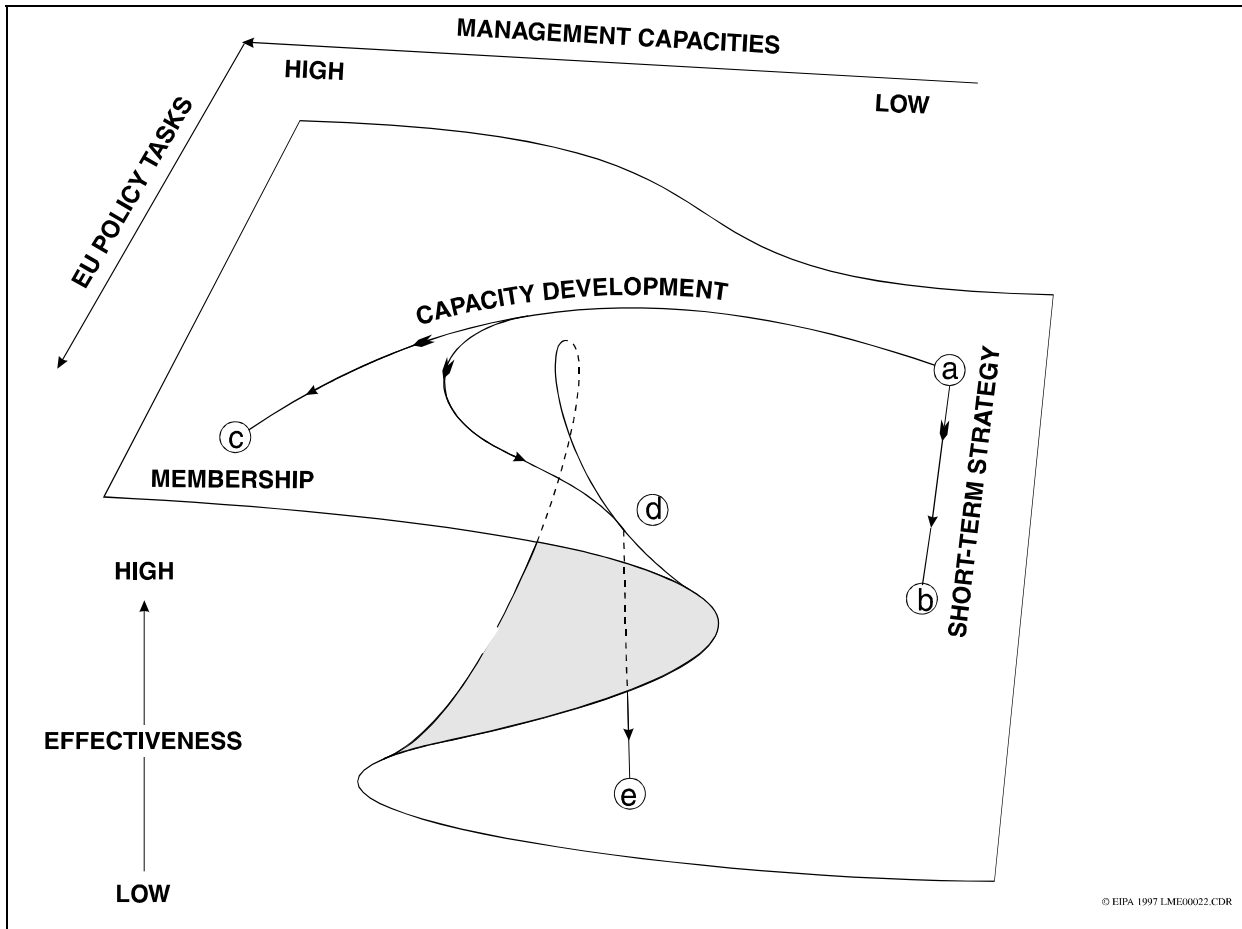 MANAGEMENT CAPACITIES
HIGH
LOW
EU POLICY TASKS
CAPACITY DEVELOPMENT
a
SHORT-TERM STRATEGY
c
MEMBERSHIP
d
HIGH
b
EFFECTIVENESS
e
LOW
© EIPA 1997 LME00022.CDR